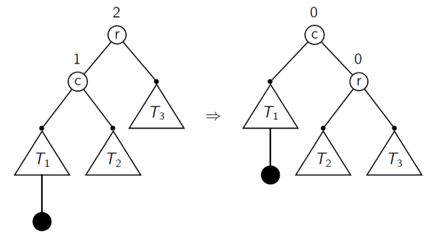 2 0
r c
1 0
c r
T₃ ⇒ T₁
T₁ T₂ T₂ T₃